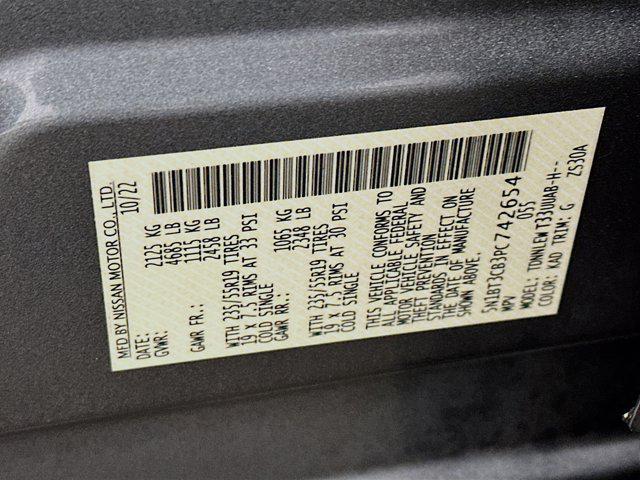 MFD BY NISSAN MOTOR CO., LTD.
DATE: 10/22
GVWR: 2125 KG
4685 LB
GAWR FR.: 1115 KG
2458 LB
WITH 235/55R19 TIRES
19 X 7.5 RIMS AT 33 PSI
COLD SINGLE
GAWR RR.: 1065 KG
2348 LB
WITH 235/55R19 TIRES
19 X 7.5 RIMS AT 30 PSI
COLD SINGLE
THIS VEHICLE CONFORMS TO
ALL APPLICABLE FEDERAL
MOTOR VEHICLE SAFETY AND
THEFT PREVENTION
STANDARDS IN EFFECT ON
THE DATE OF MANUFACTURE
SHOWN ABOVE.
5N1BT3CB3PC742654
MPV 055
MODEL: TDNNLEW T33UUAB-H--
COLOR: KAD TRIM: G ZS30A